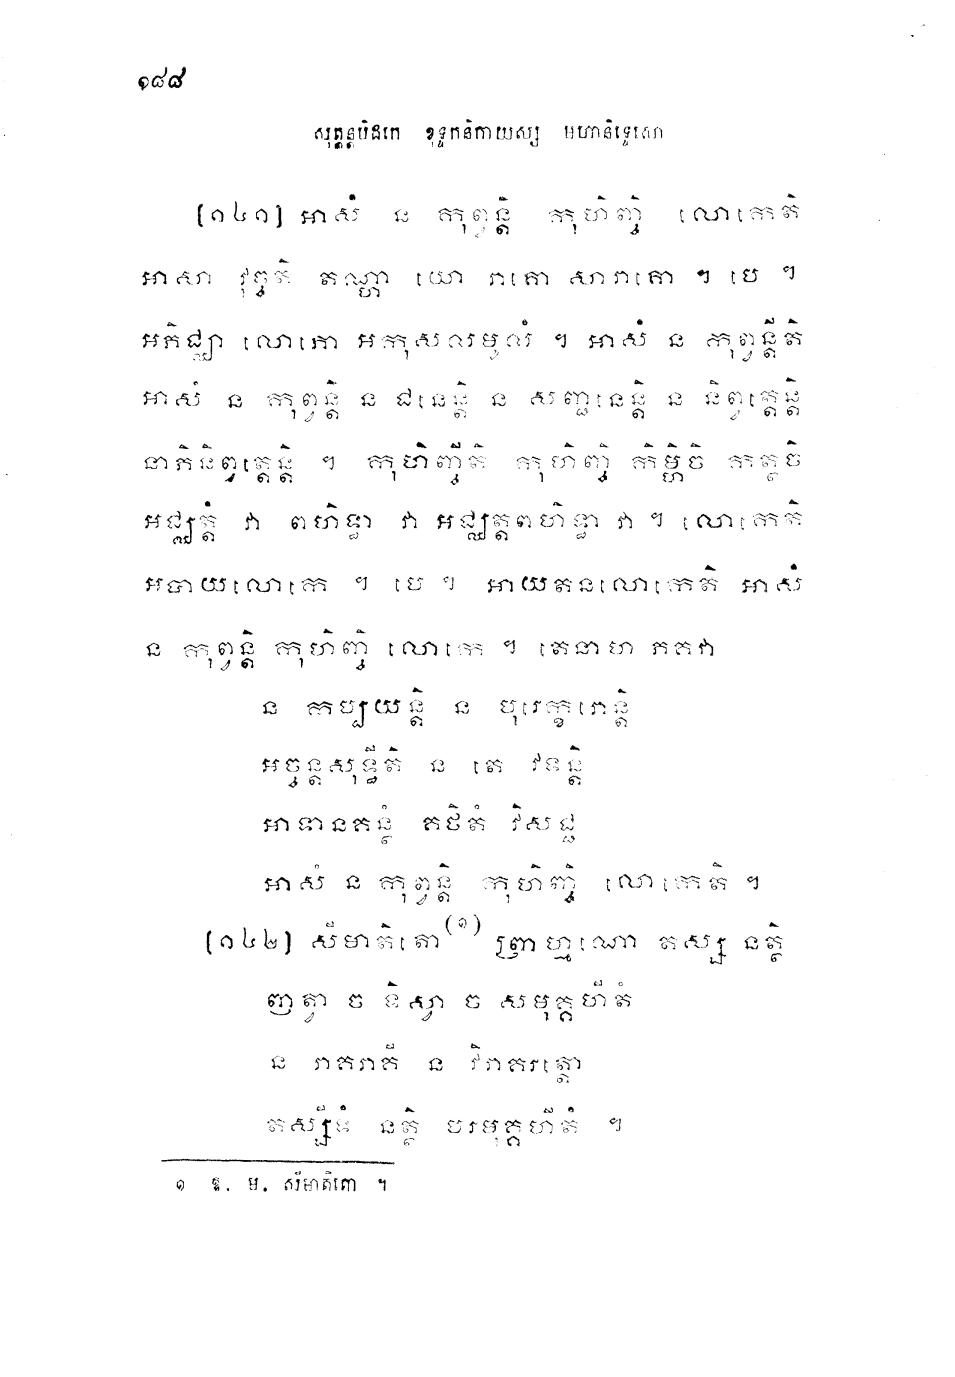 ១៨៨
សុត្តន្តបិដកេ ខុទ្ទកនិកាយស្ស មហានិទ្ទេសោ
(១៤១) អាសំ ន កុព្វន្តិ កុហិញ្ចិ លោកេតិ
អាសា វុច្ចតិ តណ្ហា យោ រាគោ សារាគោ ។ បេ ។
អភិជ្ឈា លោភោ អកុសលមូលំ ។ អាសំ ន កុព្វន្តីតិ
អាសំ ន កុព្វន្តិ ន ជនេន្តិ ន សញ្ជនេន្តិ ន និព្វត្តេន្តិ
នាភិនិព្វត្តេន្តិ ។ កុហិញ្ចីតិ កុហិញ្ចិ កិម្ហិចិ កត្ថចិ
អជ្ឈត្តំ វា ពហិទ្ធា វា អជ្ឈត្តពហិទ្ធា វា ។ លោកេតិ
អបាយលោកេ ។ បេ ។ អាយតនលោកេតិ អាសំ
ន កុព្វន្តិ កុហិញ្ចិ លោកេ ។ តេនាហ ភគវា
ន កប្បយន្តិ ន បុរេក្ខរោន្តិ
អច្ចន្តសុទ្ធីតិ ន តេ វទន្តិ
អាទានគន្ថំ គថិតំ វិសជ្ជ
អាសំ ន កុព្វន្តិ កុហិញ្ចិ លោកេតិ ។
(១៤២) សីមាតិតោ(១) ព្រាហ្មណោ តស្ស នត្ថិ
ញត្វា ច ទិស្វា ច សមុគ្គហីតំ
ន រាគរាគី ន វិរាគរត្តោ
តស្សីទំ នត្ថិ បរមុគ្គហីតំ ។
១ ឱ. ម. សីមាតិគោ ។